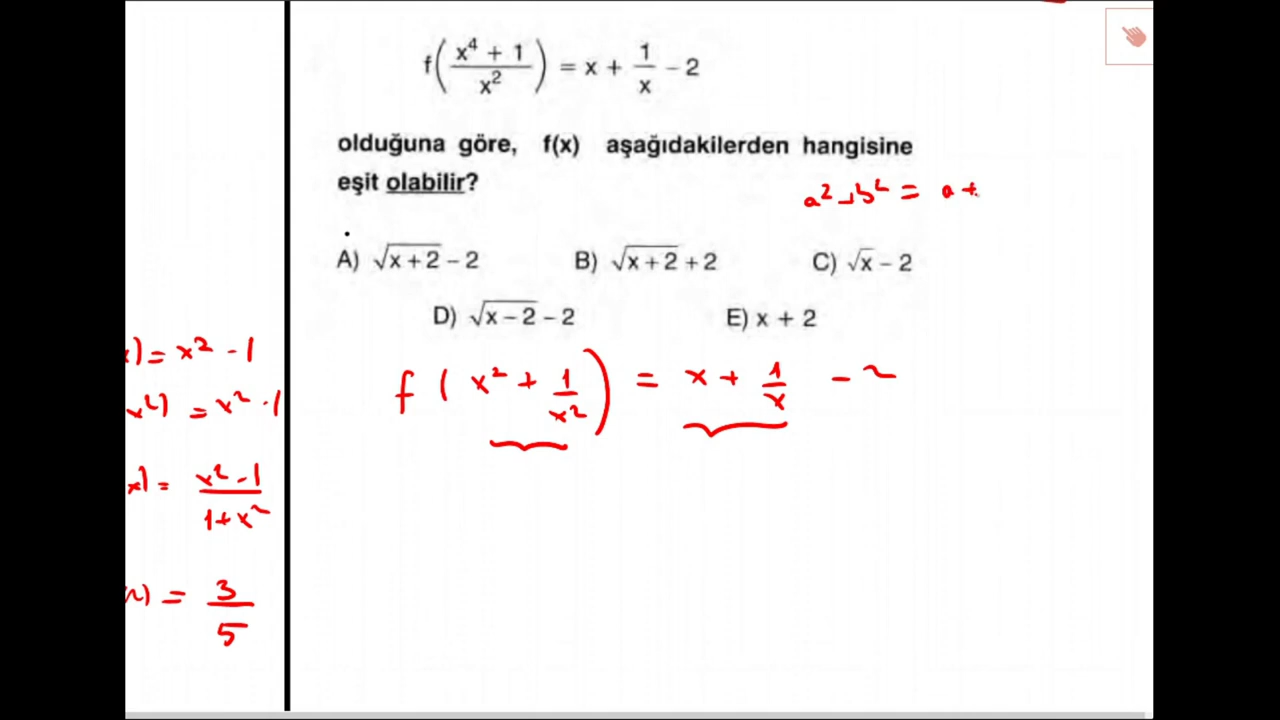 f((x⁴ + 1)/x²) = x + 1/x − 2
olduğuna göre, f(x) aşağıdakilerden hangisine
eşit olabilir?
a² + b² = a +
A) √(x+2) − 2 B) √(x+2) + 2 C) √x − 2
D) √(x−2) − 2 E) x + 2
) = x² − 1
f(x² + 1/x²) = x + 1/x − 2
x²) = x² − 1
x) = (x² − 1)/(1 + x²)
) = 3/5